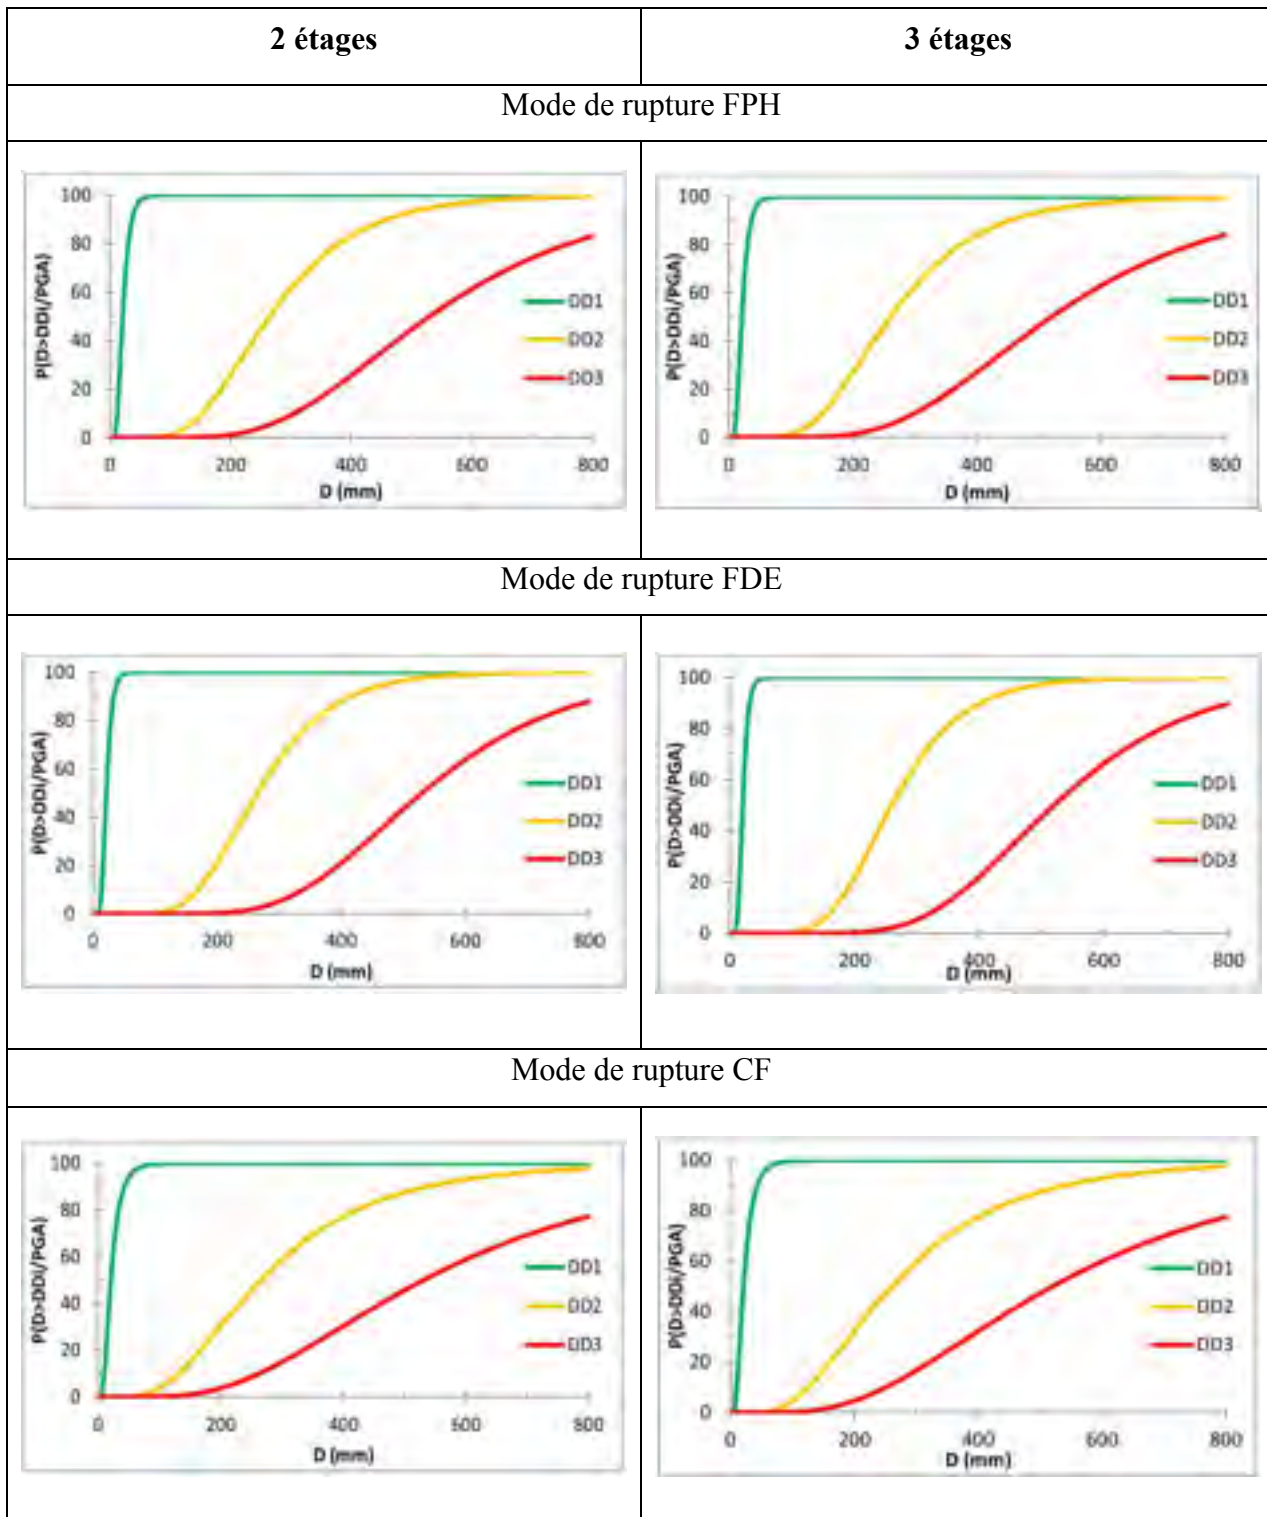 2 étages
3 étages
Mode de rupture FPH
P(D>DDi/PGA)
100
80
60
40
20
0
0 200 400 600 800
D (mm)
DD1
DD2
DD3
P(D>DDi/PGA)
100
80
60
40
20
0
0 200 400 600 800
D (mm)
DD1
DD2
DD3
Mode de rupture FDE
P(D>DDi/PGA)
100
80
60
40
20
0
0 200 400 600 800
D (mm)
DD1
DD2
DD3
P(D>DDi/PGA)
100
80
60
40
20
0
0 200 400 600 800
D (mm)
DD1
DD2
DD3
Mode de rupture CF
P(D>DDi/PGA)
100
80
60
40
20
0
0 200 400 600 800
D (mm)
DD1
DD2
DD3
P(D>DDi/PGA)
100
80
60
40
20
0
0 200 400 600 800
D (mm)
DD1
DD2
DD3